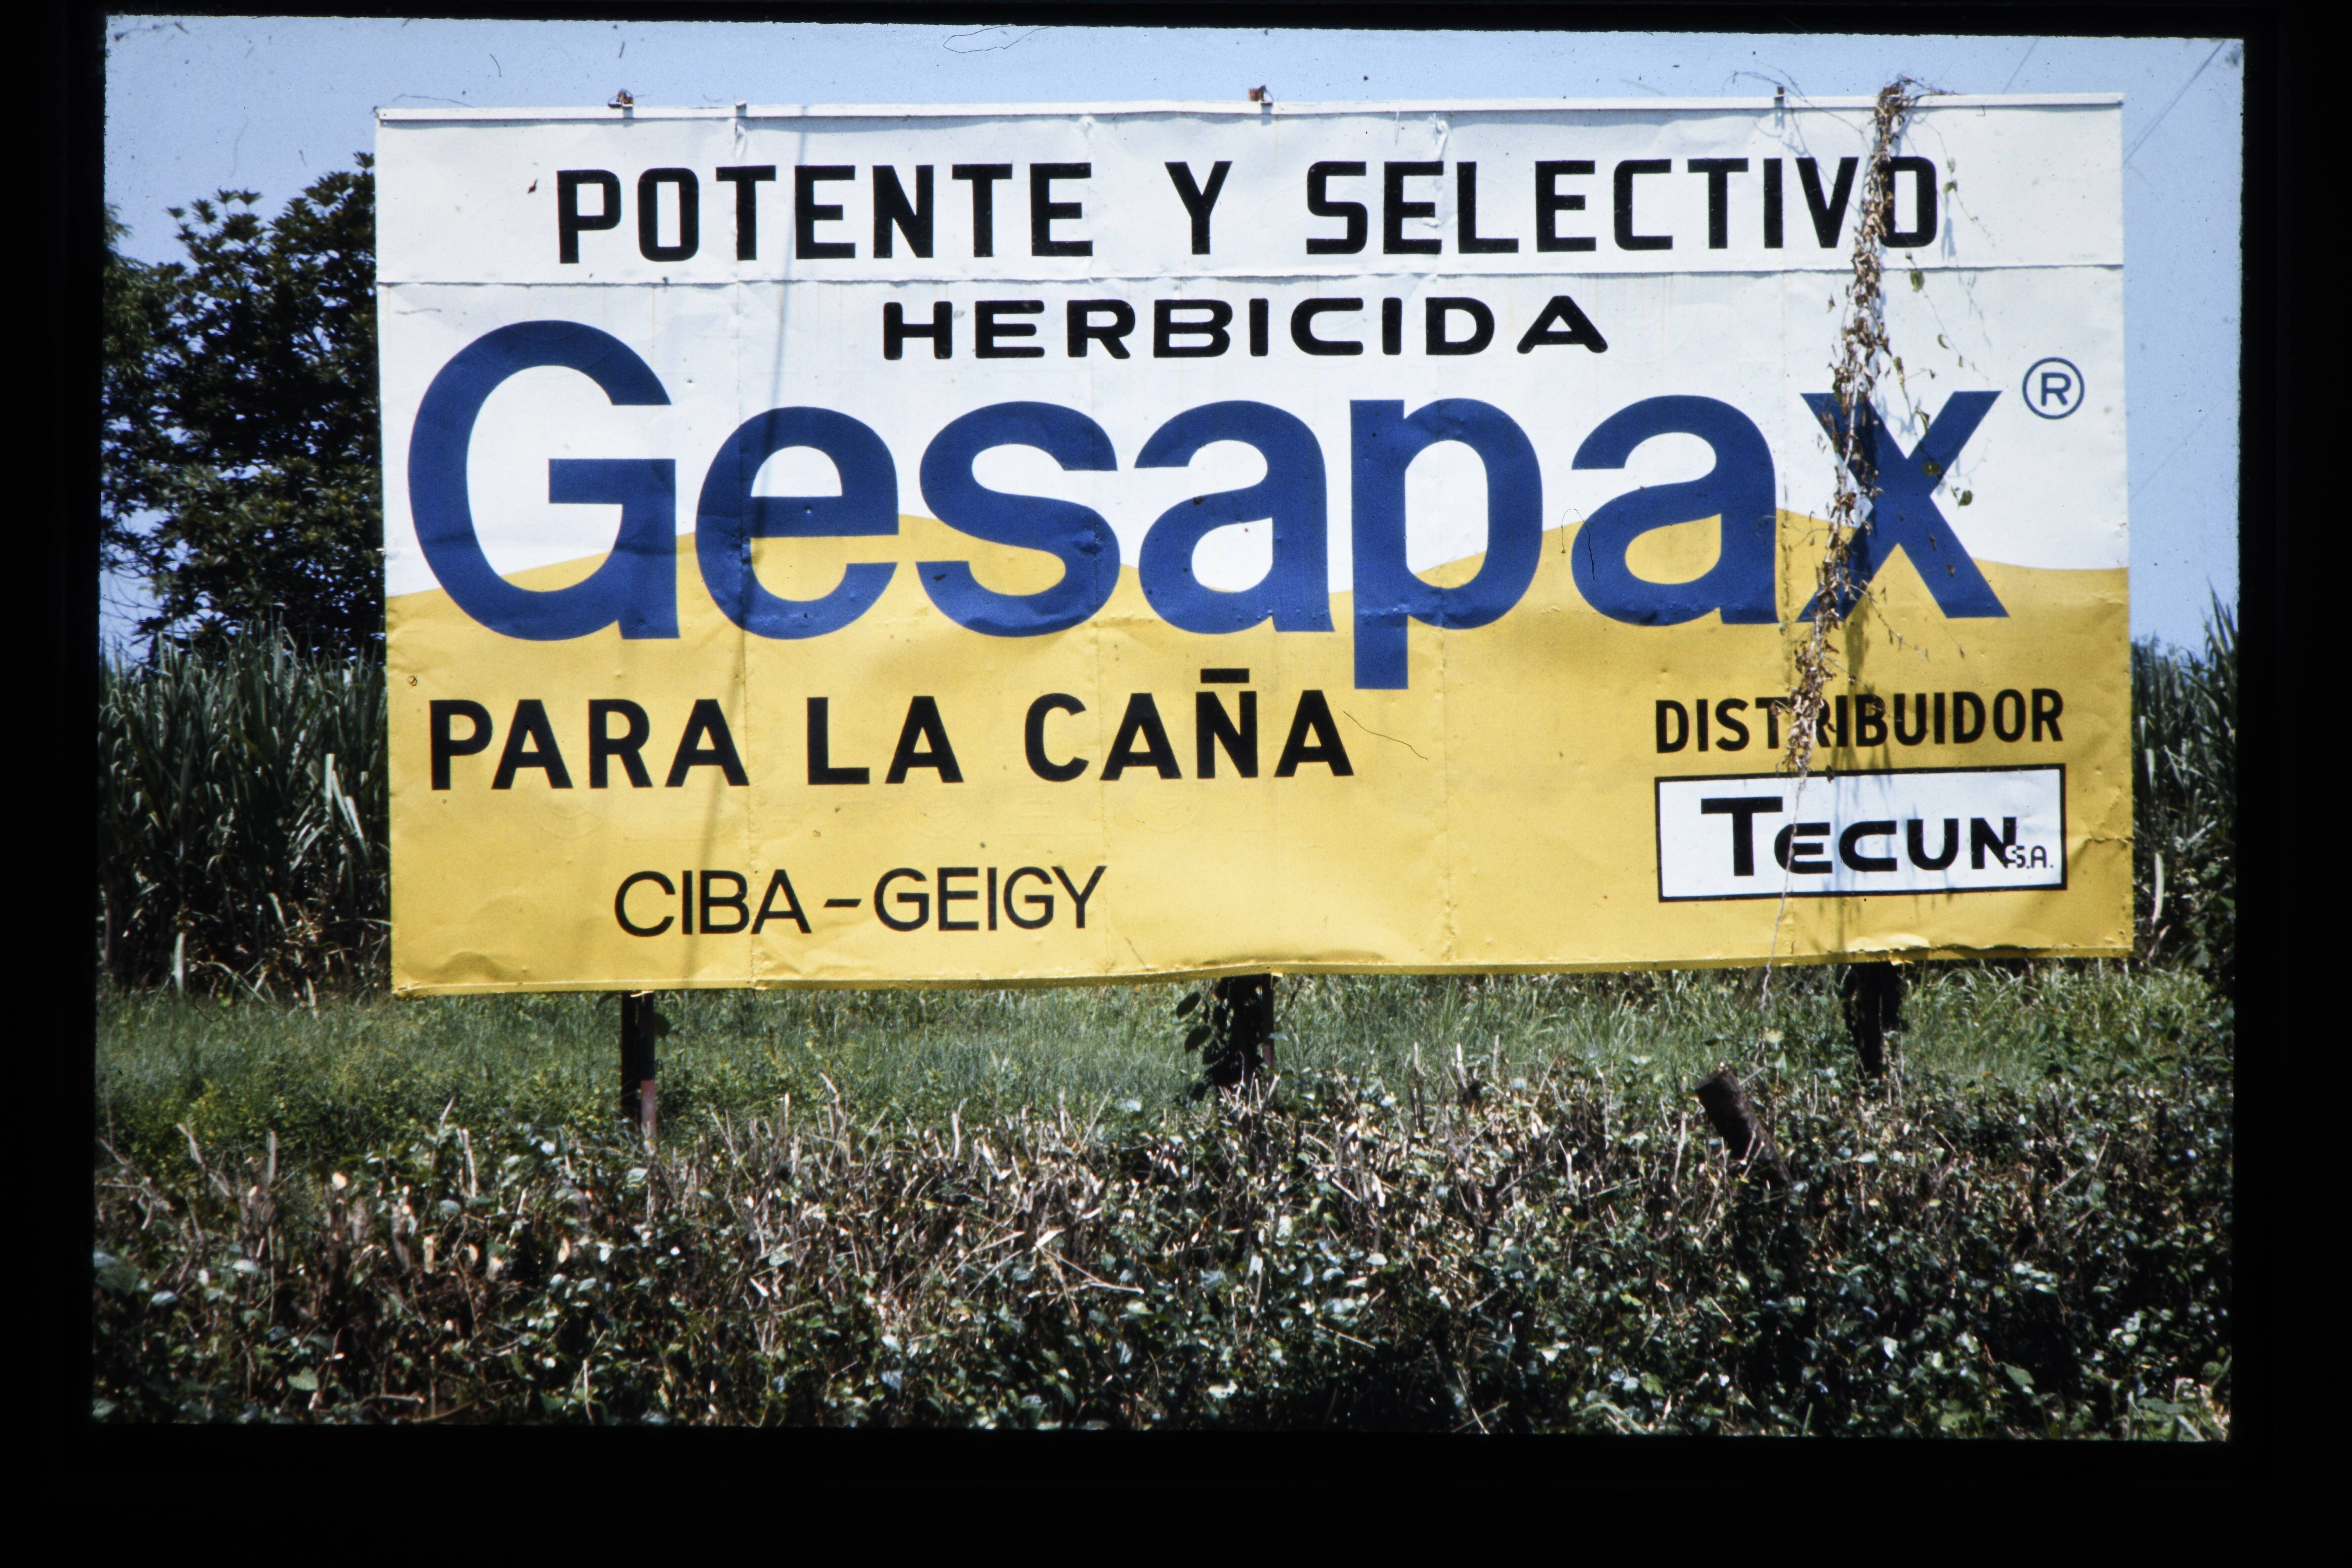 POTENTE Y SELECTIVO
HERBICIDA
Gesapax ®
PARA LA CAÑA
DISTRIBUIDOR
TECUN S.A.
CIBA-GEIGY